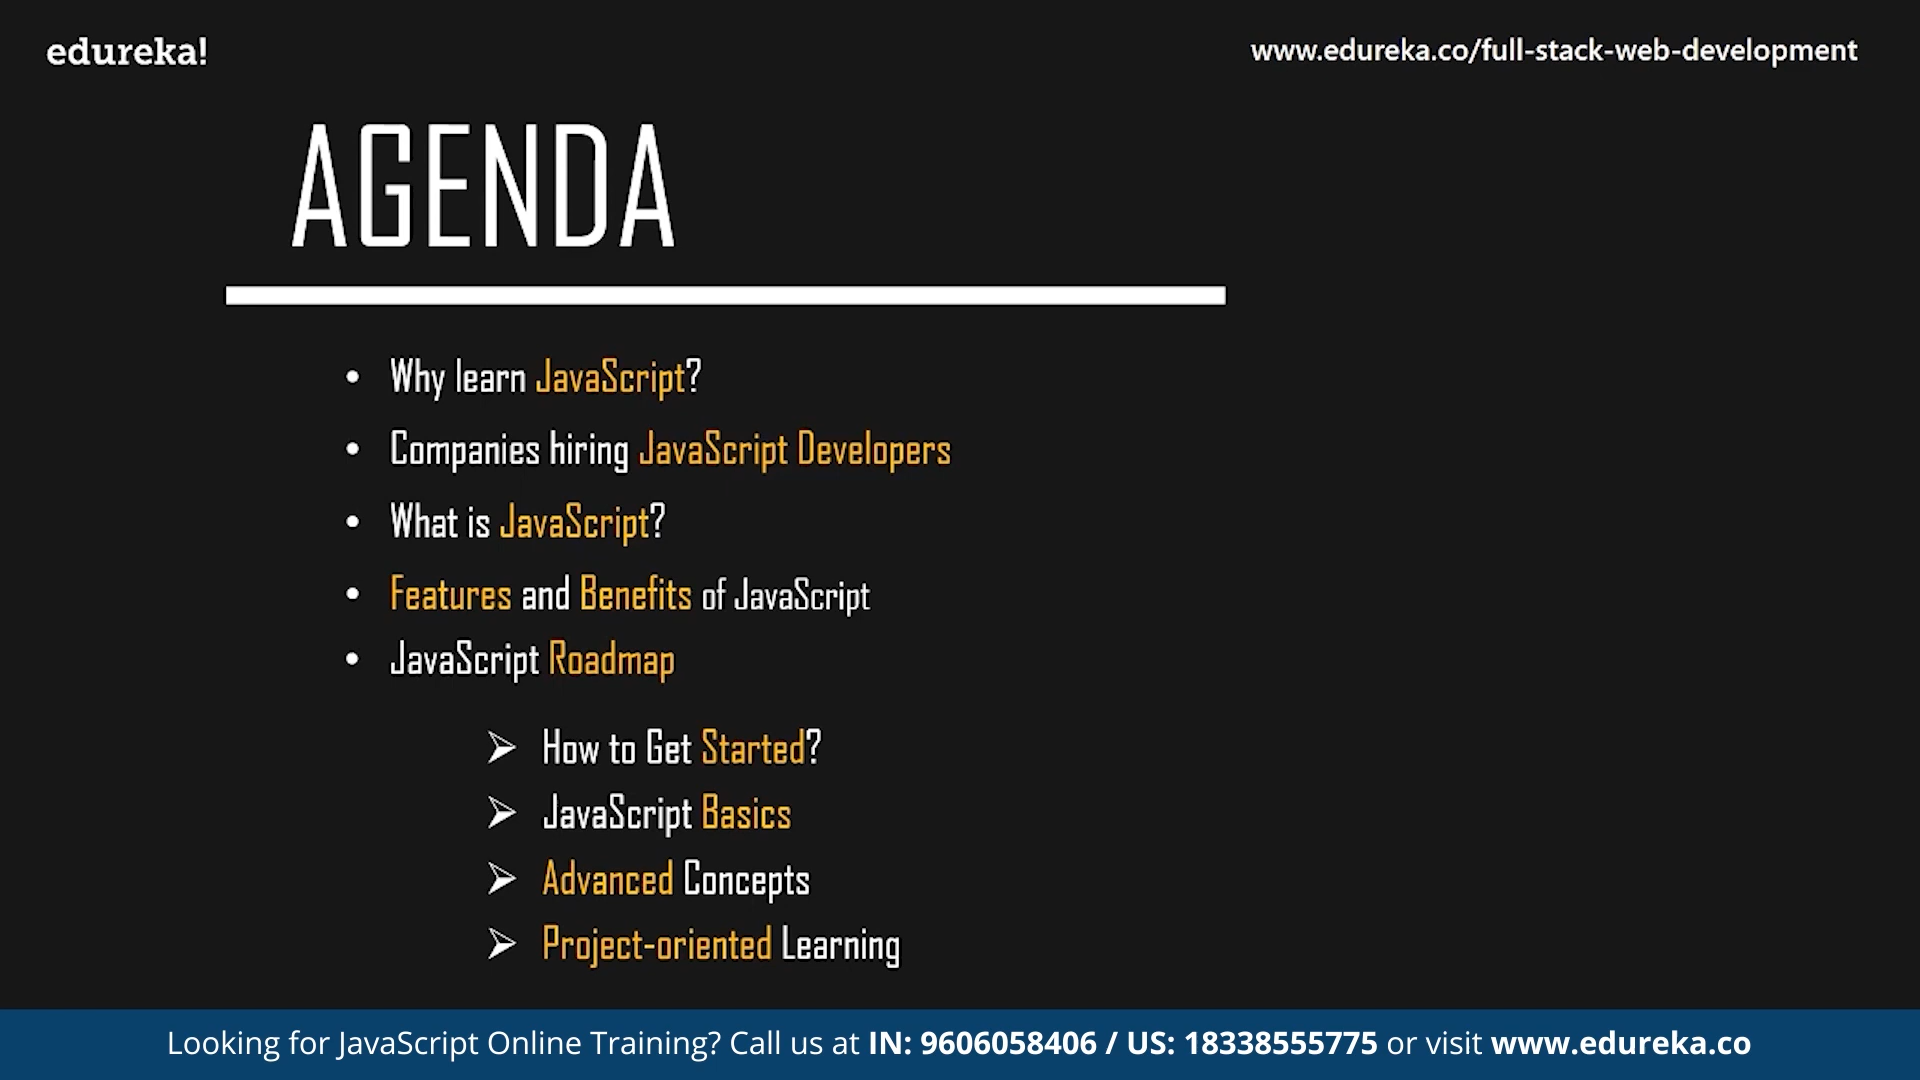 edureka!
www.edureka.co/full-stack-web-development
AGENDA
• Why learn JavaScript?
• Companies hiring JavaScript Developers
• What is JavaScript?
• Features and Benefits of JavaScript
• JavaScript Roadmap
➢ How to Get Started?
➢ JavaScript Basics
➢ Advanced Concepts
➢ Project-oriented Learning
Looking for JavaScript Online Training? Call us at IN: 9606058406 / US: 18338555775 or visit www.edureka.co